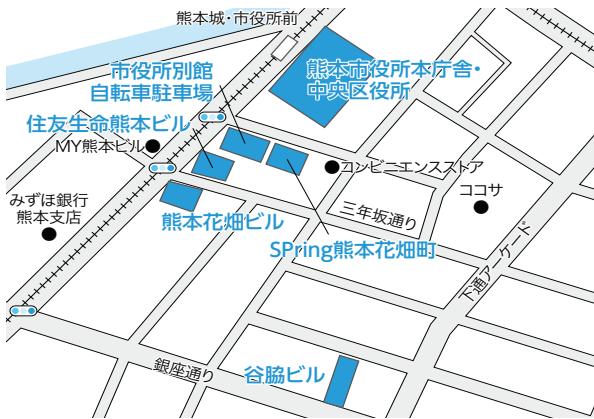 熊本城・市役所前
市役所別館
自転車駐車場
熊本市役所本庁舎・
中央区役所
住友生命熊本ビル
MY熊本ビル
コンビニエンスストア
みずほ銀行
熊本支店
ココサ
熊本花畑ビル
三年坂通り
SPring熊本花畑町
下通アーケード
銀座通り
谷脇ビル